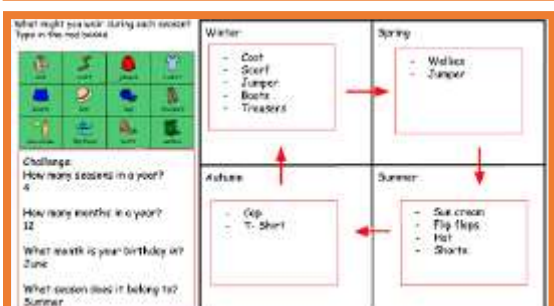 What might you wear during each season?
Type in the red boxes
Challenge
How many seasons in a year?
4
How many months in a year?
12
What month is your birthday in?
June
What season does it belong to?
Summer
Winter
- Coat
- Scarf
- Jumper
- Boots
- Trousers
Spring
- Wellies
- Jumper
Autumn
- Cap
- T- Shirt
Summer
- Sun cream
- Flip flops
- Hat
- Shorts